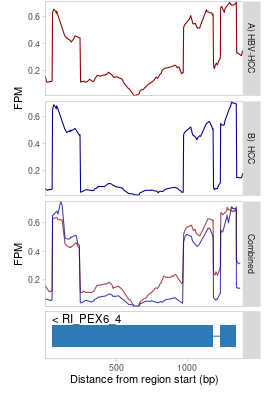 0.6
0.4
0.2
A) HBV-HCC
FPM
0.6
0.4
0.2
B) HCC
0.6
0.4
0.2
Combined
FPM
< RI_PEX6_4
500 1000
Distance from region start (bp)